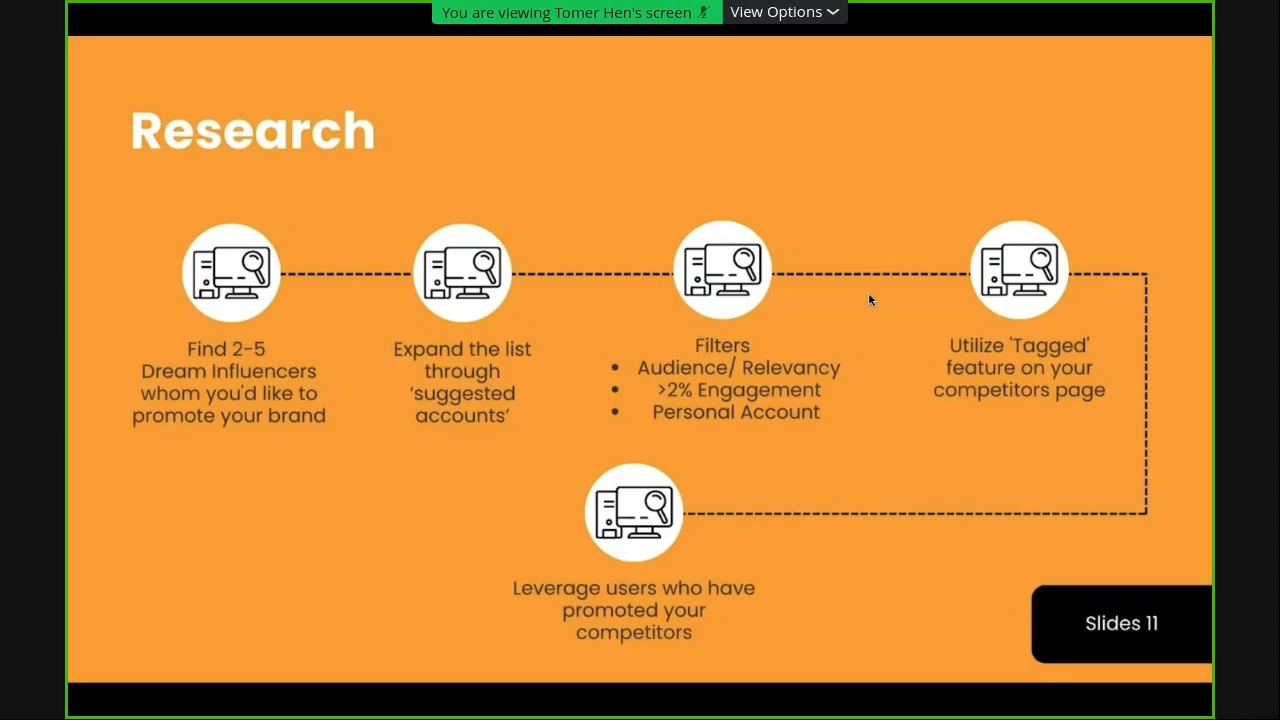 You are viewing Tomer Hen's screen
View Options
Research
Find 2-5
Dream Influencers
whom you'd like to
promote your brand
Expand the list
through
‘suggested
accounts’
Filters
• Audience/ Relevancy
• >2% Engagement
• Personal Account
Utilize 'Tagged'
feature on your
competitors page
Leverage users who have
promoted your
competitors
Slides 11